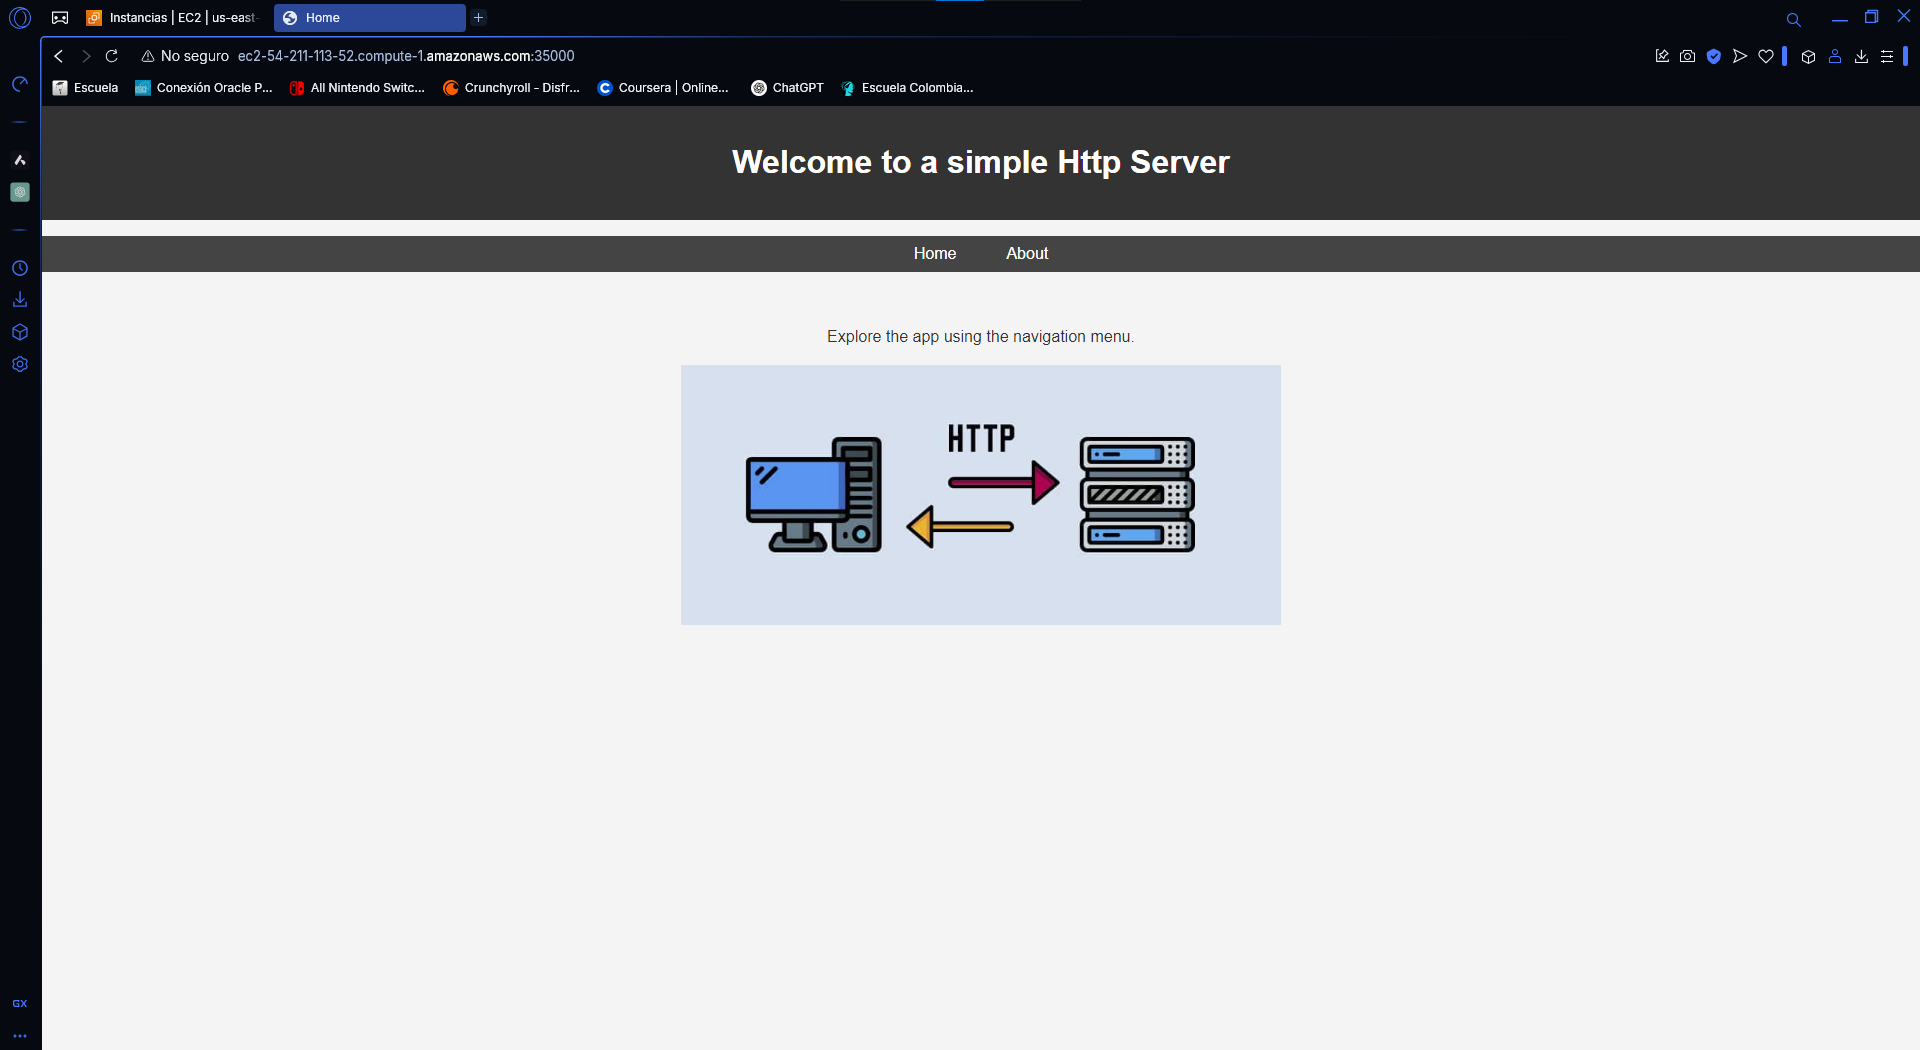 Instancias | EC2 | us-east-
Home
No seguro ec2-54-211-113-52.compute-1.amazonaws.com:35000
Escuela
Conexión Oracle P...
All Nintendo Switc...
Crunchyroll - Disfr...
Coursera | Online...
ChatGPT
Escuela Colombia...
Welcome to a simple Http Server
Home
About
Explore the app using the navigation menu.
HTTP
GX